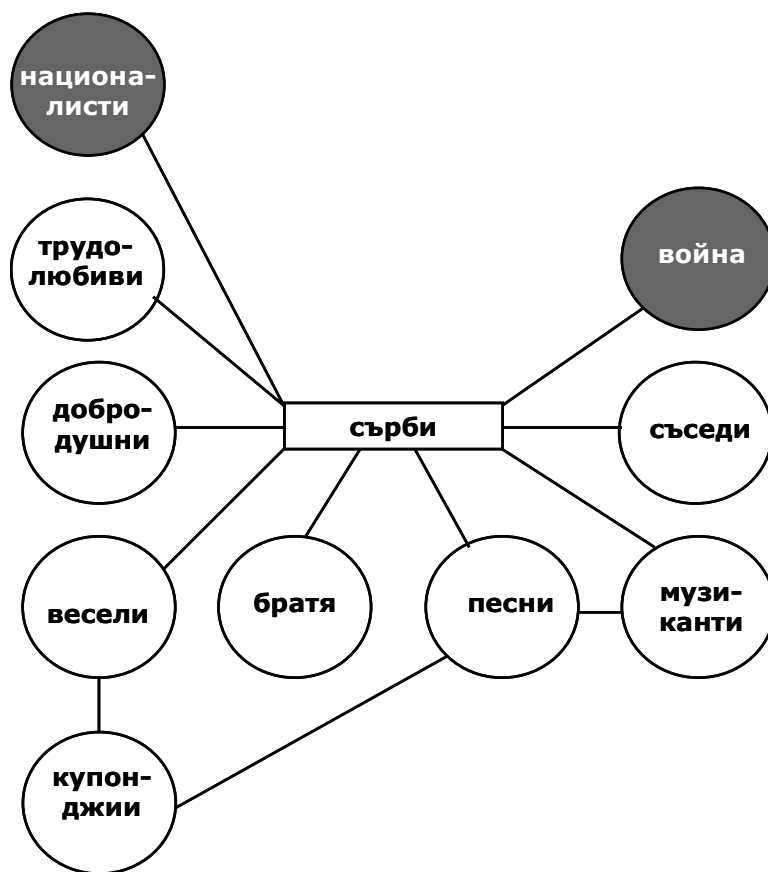 национа-
листи
трудо-
любиви
война
добро-
душни
сърби
съседи
весели
братя
песни
музи-
канти
купон-
джии